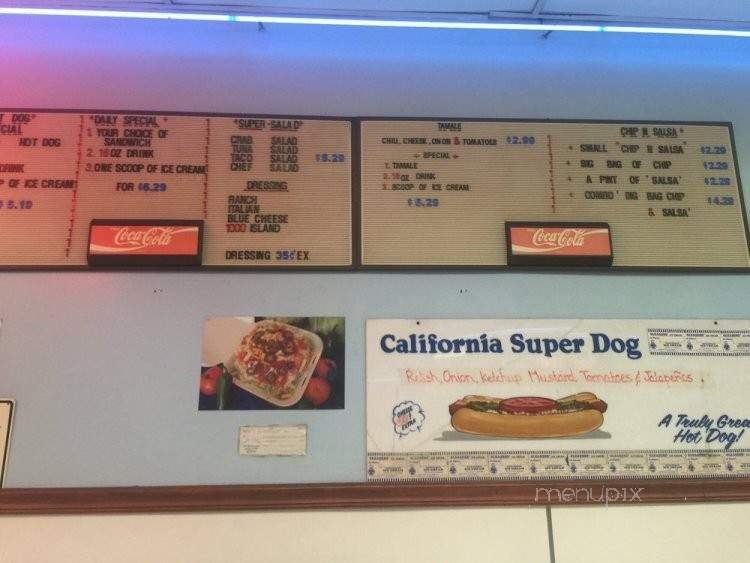 T DOG"
CIAL
HOT DOG
DRINK
P OF ICE CREAM
$ 5.19
"DAILY SPECIAL"
1 YOUR CHOICE OF
SANDWICH
2. 16 OZ DRINK
3. ONE SCOOP OF ICE CREAM
FOR $6.29
"SUPER-SALAD"
CRAB SALAD
TUNA SALAD
TACO SALAD $5.29
CHEF SALAD
DRESSING
RANCH
ITALIAN
BLUE CHEESE
1000 ISLAND
DRESSING 35¢ EX
Coca-Cola
TAMALE
CHILI, CHEESE, ONION & TOMATOES $2.99
SPECIAL
1. TAMALE
2. 16 OZ DRINK
3. SCOOP OF ICE CREAM
CHIP N SALSA
SMALL "CHIP N SALSA $2.29
BIG BAG OF CHIP $2.29
A PINT OF "SALSA" $2.29
COMBO" BIG BAG CHIP $4.29
& SALSA"
Coca-Cola
California Super Dog
Relish, Onion, Ketchup Mustard, Tomatoes & Jalapeños
CHEESE
EXTRA
A Truly Grea
Hot Dog!
menupix